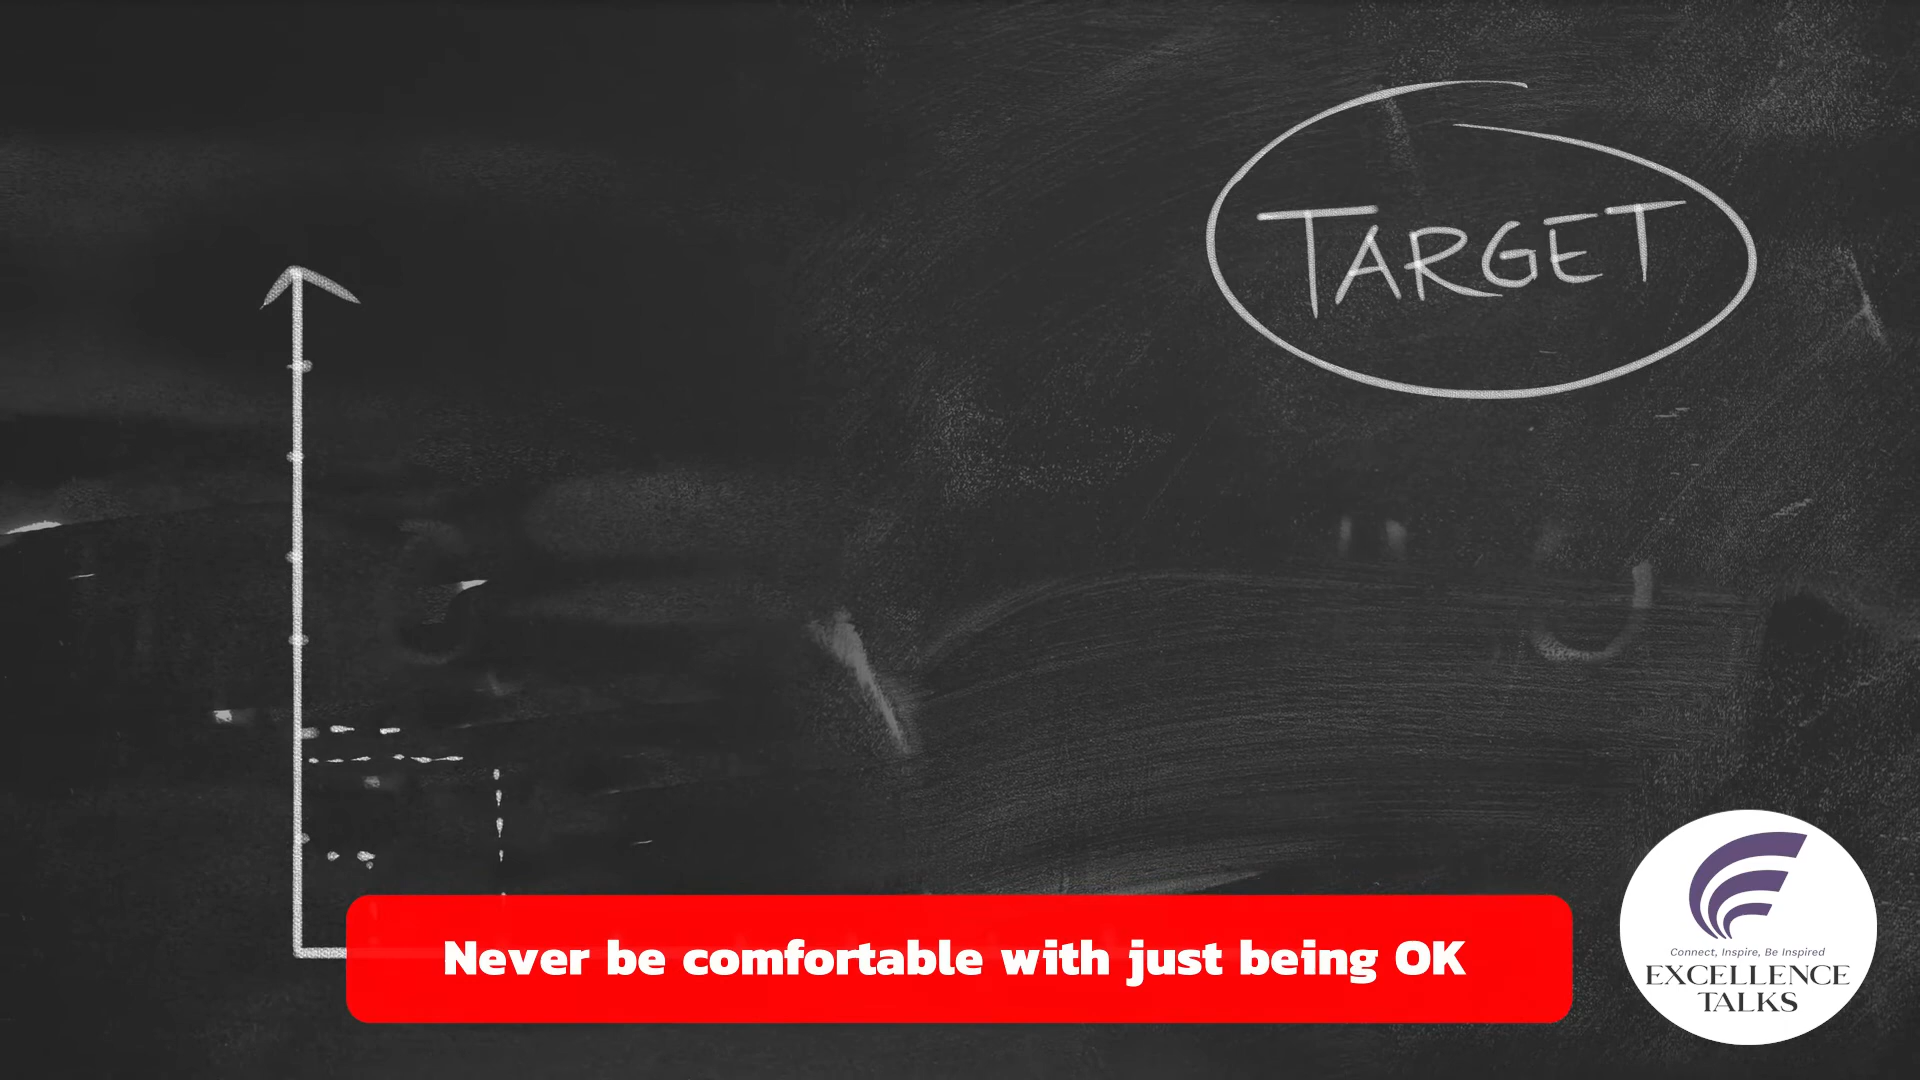 TARGET
Never be comfortable with just being OK
Connect, Inspire, Be Inspired
EXCELLENCE
TALKS